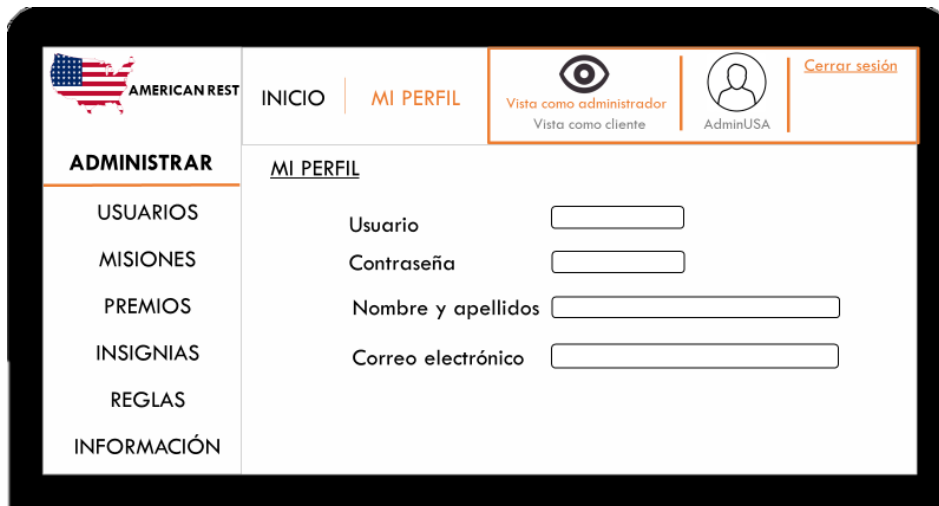 AMERICAN REST
INICIO
MI PERFIL
Vista como administrador
Vista como cliente
AdminUSA
Cerrar sesión
ADMINISTRAR
USUARIOS
MISIONES
PREMIOS
INSIGNIAS
REGLAS
INFORMACIÓN
MI PERFIL
Usuario
Contraseña
Nombre y apellidos
Correo electrónico